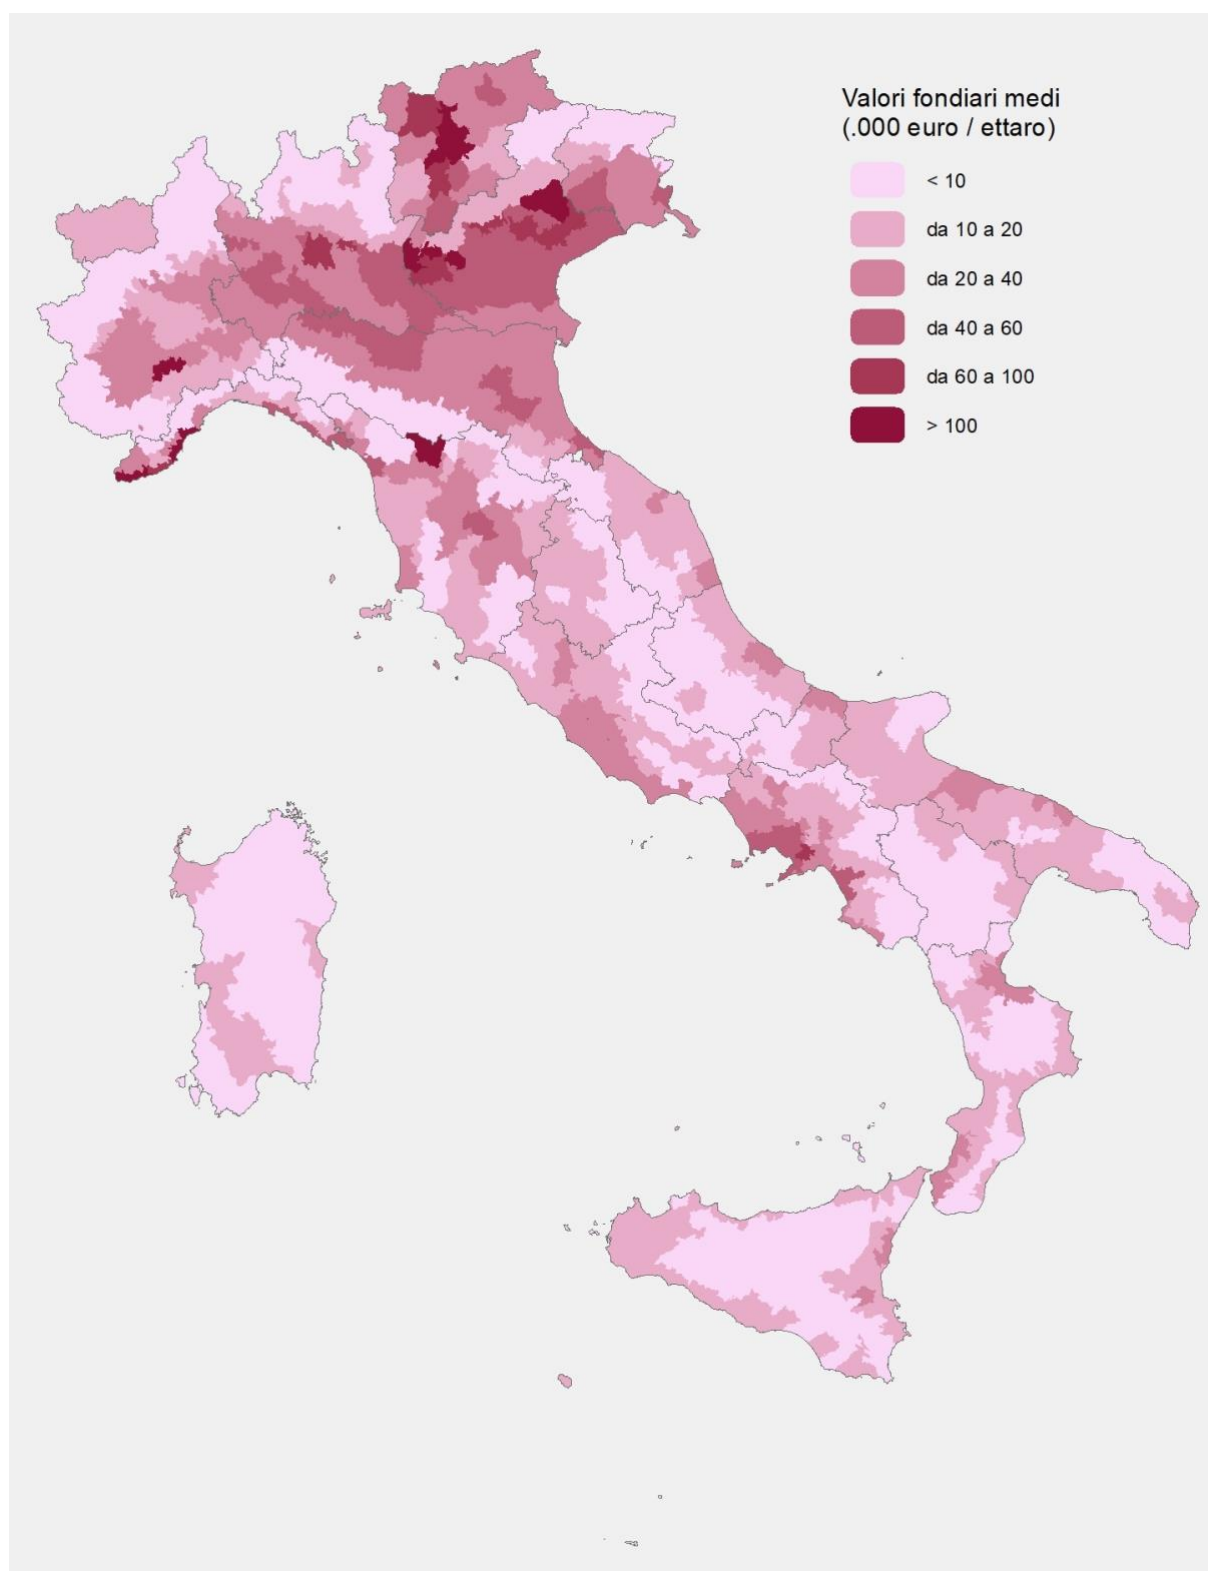 Valori fondiari medi
(.000 euro / ettaro)
< 10
da 10 a 20
da 20 a 40
da 40 a 60
da 60 a 100
> 100